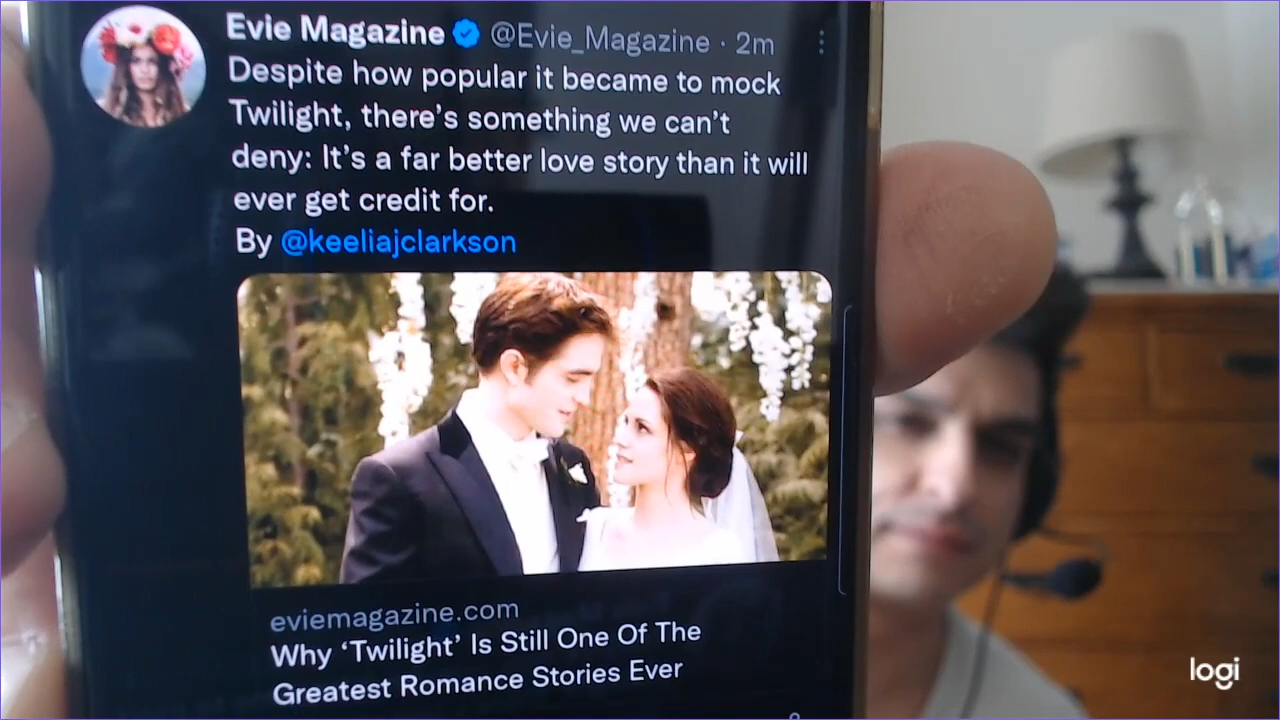 Evie Magazine @Evie_Magazine · 2m
Despite how popular it became to mock
Twilight, there's something we can't
deny: It's a far better love story than it will
ever get credit for.
By @keeliajclarkson
eviemagazine.com
Why ‘Twilight’ Is Still One Of The
Greatest Romance Stories Ever
logi